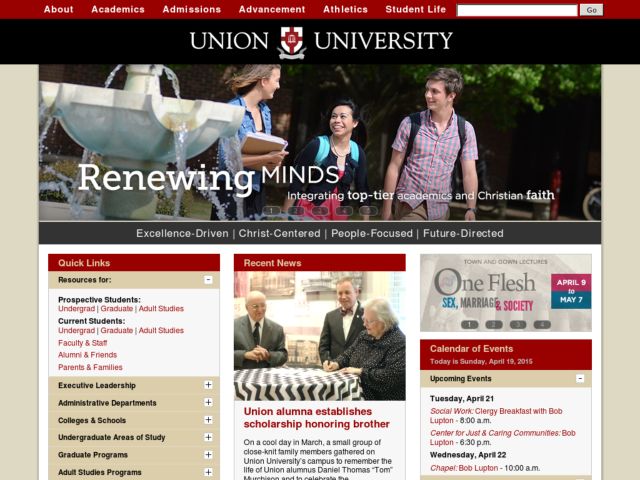 About Academics Admissions Advancement Athletics Student Life Go
UNION UNIVERSITY
Renewing MINDS
Integrating top-tier academics and Christian faith
1 2 3 4 5
Excellence-Driven | Christ-Centered | People-Focused | Future-Directed
Quick Links
Resources for:
Prospective Students:
Undergrad | Graduate | Adult Studies
Current Students:
Undergrad | Graduate | Adult Studies
Faculty & Staff
Alumni & Friends
Parents & Families
Executive Leadership
Administrative Departments
Colleges & Schools
Undergraduate Areas of Study
Graduate Programs
Adult Studies Programs
Recent News
Union alumna establishes
scholarship honoring brother
On a cool day in March, a small group of
close-knit family members gathered on
Union University's campus to remember the
life of Union alumnus Daniel Thomas "Tom"
Murchison and to celebrate the
TOWN AND GOWN LECTURES
One Flesh
SEX, MARRIAGE & SOCIETY
APRIL 9
to
MAY 7
1 2 3 4
Calendar of Events
Today is Sunday, April 19, 2015
Upcoming Events
Tuesday, April 21
Social Work: Clergy Breakfast with Bob
Lupton - 8:00 a.m.
Center for Just & Caring Communities: Bob
Lupton - 6:30 p.m.
Wednesday, April 22
Chapel: Bob Lupton - 10:00 a.m.